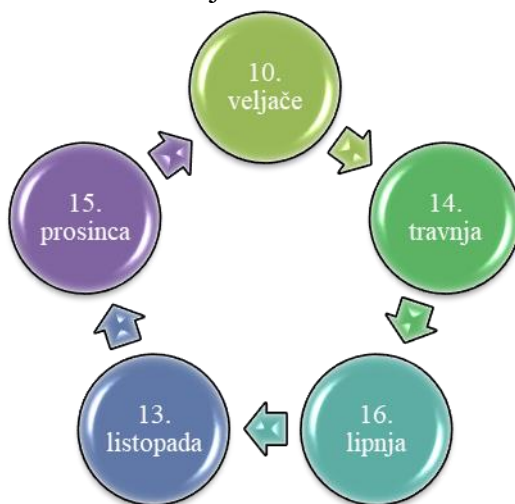 10.
veljače
14.
travnja
16.
lipnja
13.
listopada
15.
prosinca